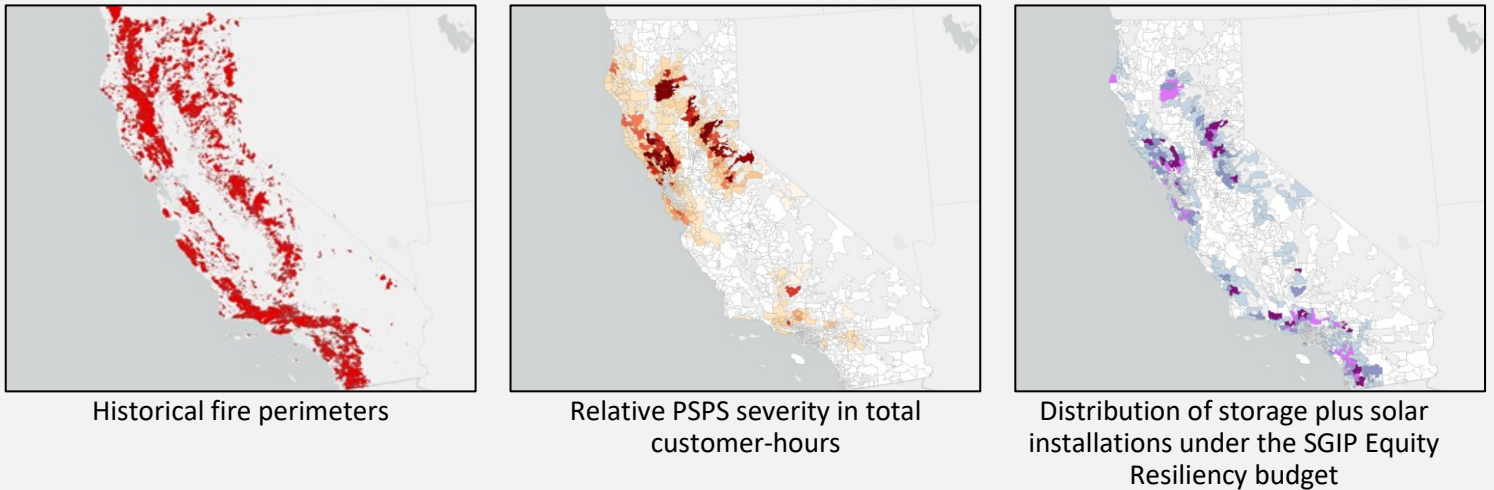 Historical fire perimeters
Relative PSPS severity in total
customer-hours
Distribution of storage plus solar
installations under the SGIP Equity
Resiliency budget